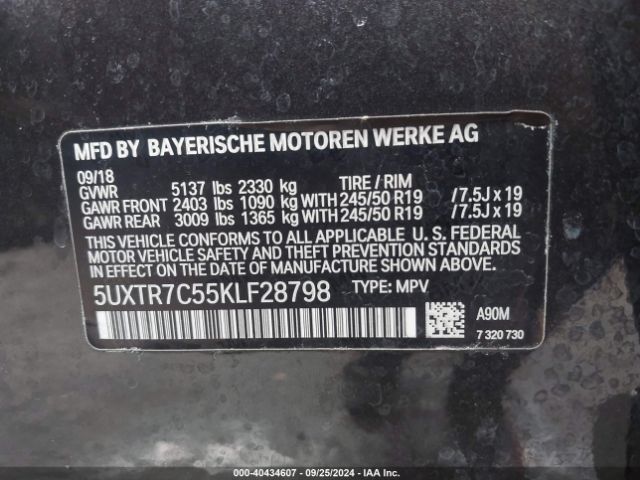 MFD BY BAYERISCHE MOTOREN WERKE AG
09/18
GVWR 5137 lbs 2330 kg TIRE / RIM
GAWR FRONT 2403 lbs 1090 kg WITH 245/50 R19 /7.5J x 19
GAWR REAR 3009 lbs 1365 kg WITH 245/50 R19 /7.5J x 19
THIS VEHICLE CONFORMS TO ALL APPLICABLE U. S. FEDERAL
MOTOR VEHICLE SAFETY AND THEFT PREVENTION STANDARDS
IN EFFECT ON THE DATE OF MANUFACTURE SHOWN ABOVE.
5UXTR7C55KLF28798 TYPE: MPV
A90M
7 320 730
000-40434607 - 09/25/2024 - IAA Inc.